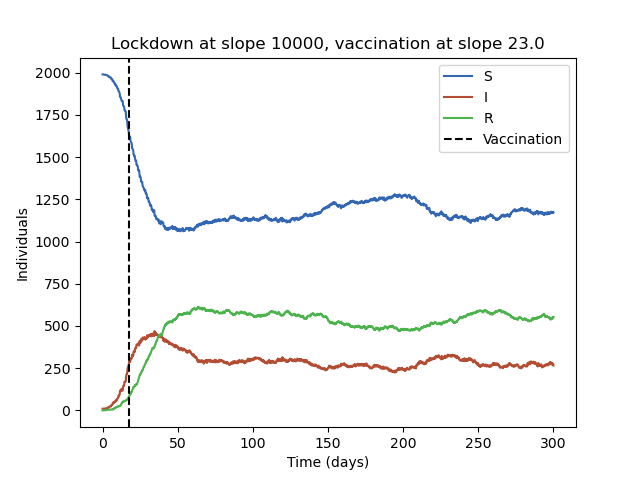 Lockdown at slope 10000, vaccination at slope 23.0
S
I
R
Vaccination
Individuals
2000
1750
1500
1250
1000
750
500
250
0
0 50 100 150 200 250 300
Time (days)